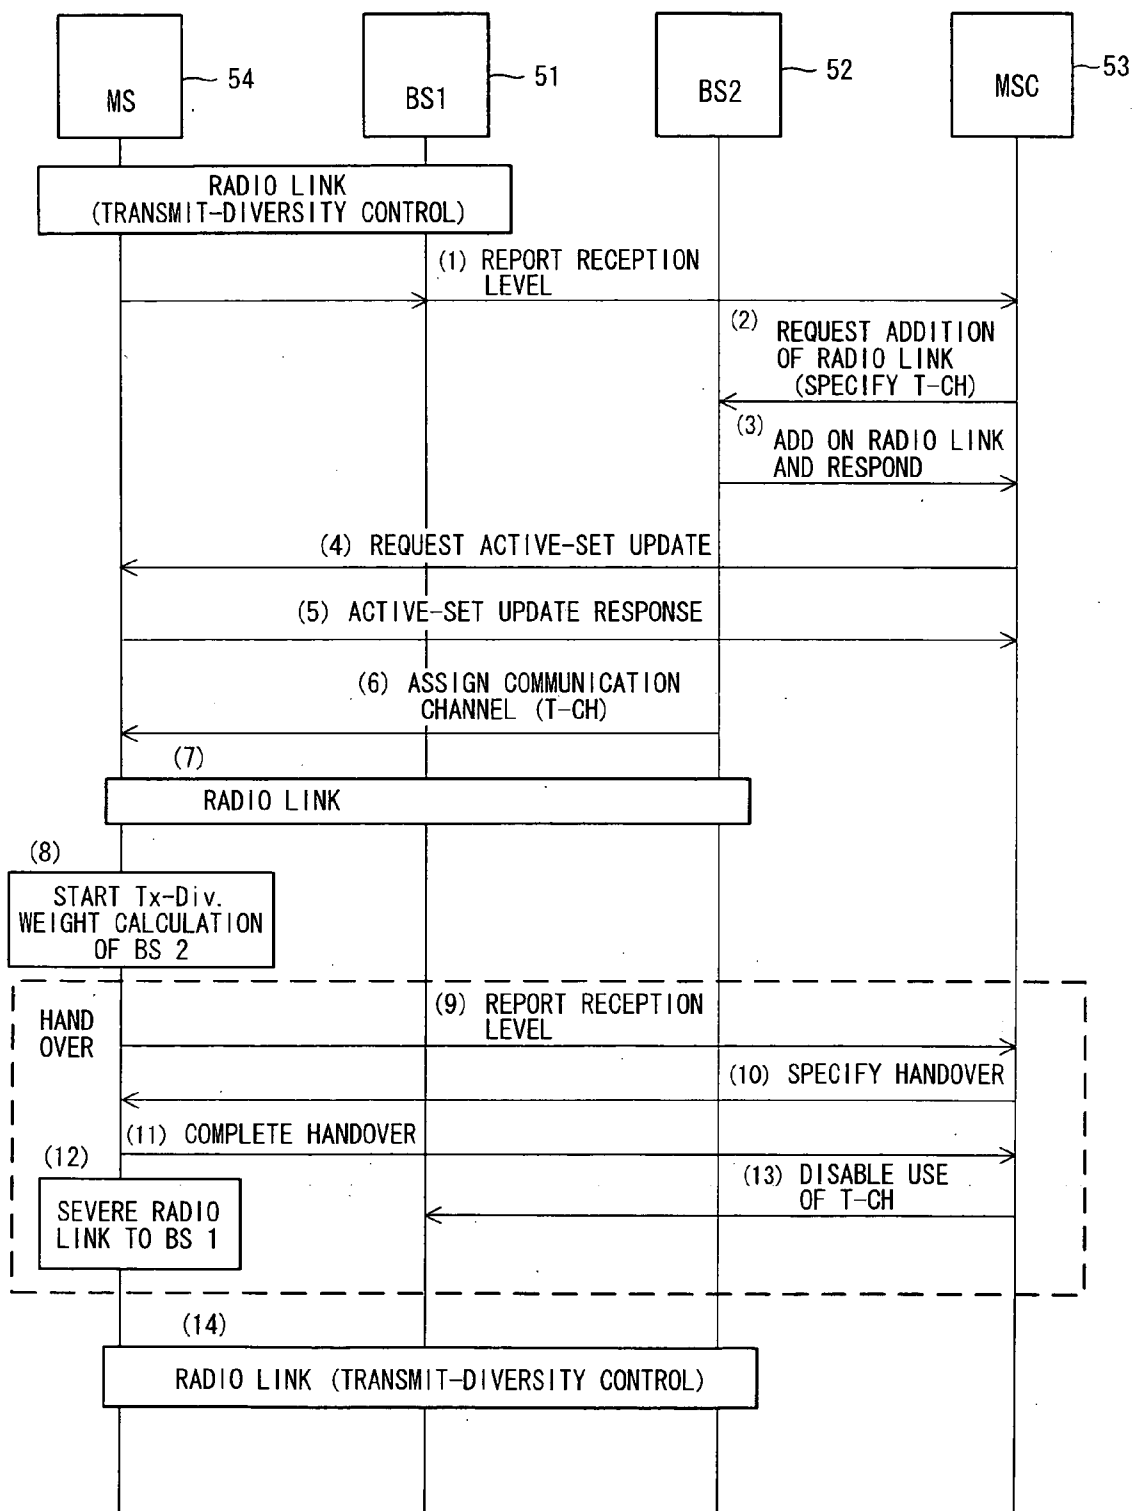 MS
54
BS1
51
BS2
52
MSC
53
RADIO LINK
(TRANSMIT-DIVERSITY CONTROL)
(1) REPORT RECEPTION
LEVEL
(2) REQUEST ADDITION
OF RADIO LINK
(SPECIFY T-CH)
(3) ADD ON RADIO LINK
AND RESPOND
(4) REQUEST ACTIVE-SET UPDATE
(5) ACTIVE-SET UPDATE RESPONSE
(6) ASSIGN COMMUNICATION
CHANNEL (T-CH)
(7)
RADIO LINK
(8)
START Tx-Div.
WEIGHT CALCULATION
OF BS 2
HAND
OVER
(9) REPORT RECEPTION
LEVEL
(10) SPECIFY HANDOVER
(11) COMPLETE HANDOVER
(12)
SEVERE RADIO
LINK TO BS 1
(13) DISABLE USE
OF T-CH
(14)
RADIO LINK (TRANSMIT-DIVERSITY CONTROL)